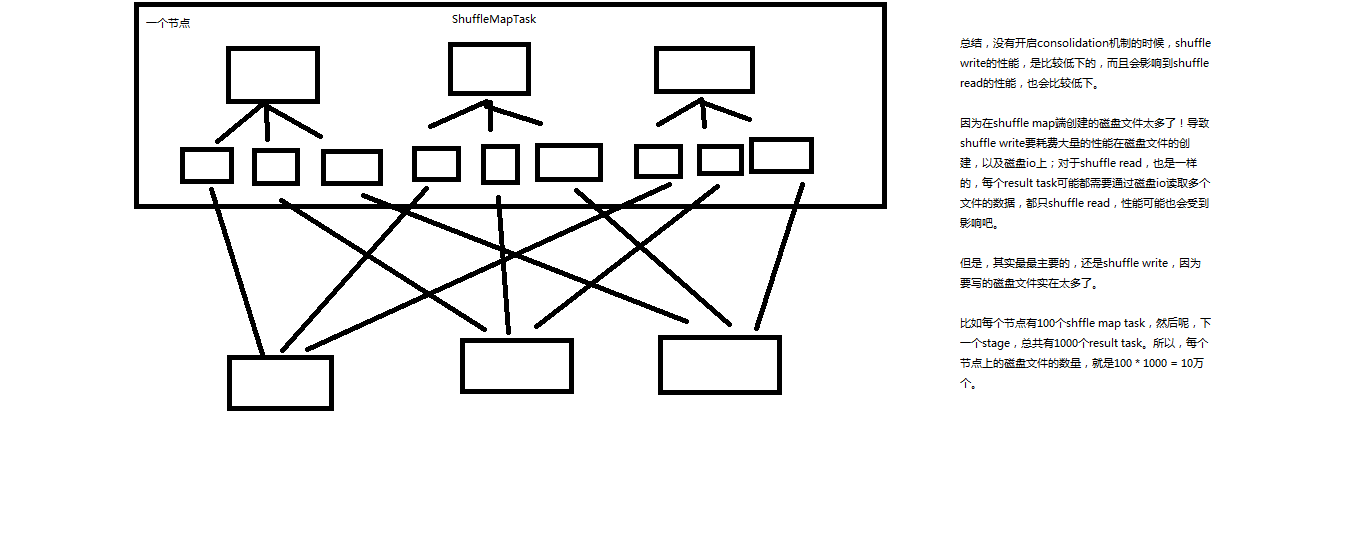 一个节点
ShuffleMapTask
总结，没有开启consolidation机制的时候，shuffle
write的性能，是比较低下的，而且会影响到shuffle
read的性能，也会比较低下。
因为在shuffle map端创建的磁盘文件太多了！导致
shuffle write要耗费大量的性能在磁盘文件的创
建，以及磁盘io上；对于shuffle read，也是一样
的，每个result task可能都需要通过磁盘io读取多个
文件的数据，都只shuffle read，性能可能也会受到
影响吧。
但是，其实最最主要的，还是shuffle write，因为
要写的磁盘文件实在太多了。
比如每个节点有100个shffle map task，然后呢，下
一个stage，总共有1000个result task。所以，每个
节点上的磁盘文件的数量，就是100 * 1000 = 10万
个。